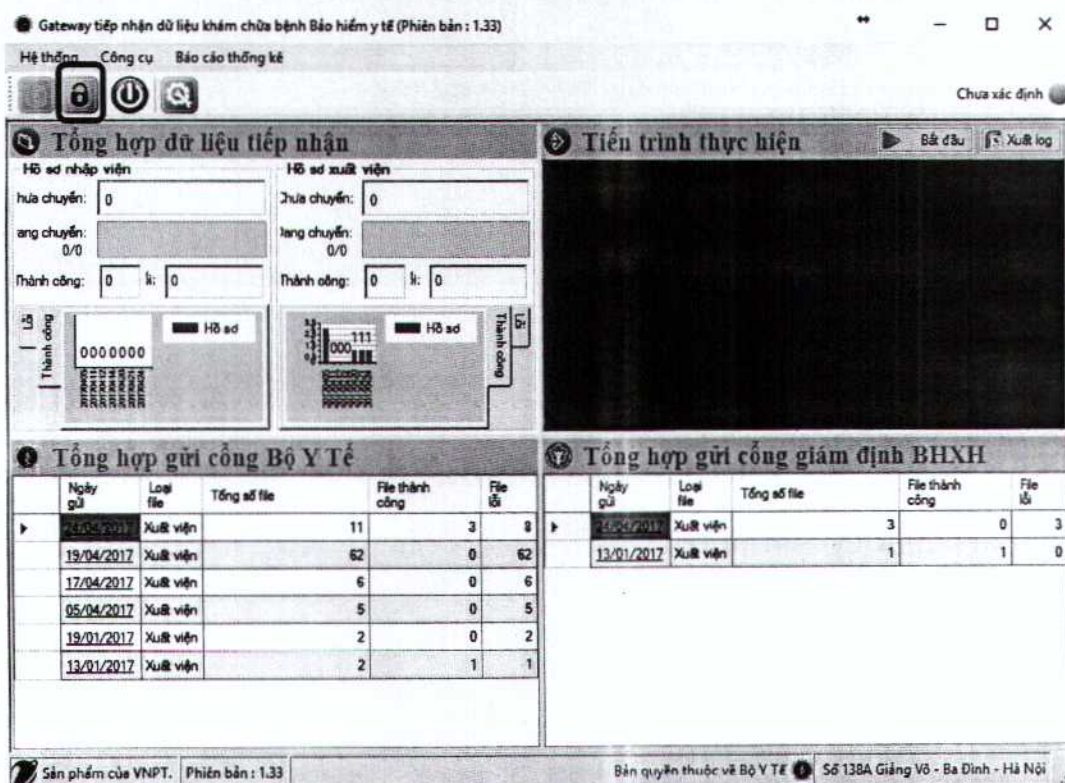 Gateway tiếp nhận dữ liệu khám chữa bệnh Bảo hiểm y tế (Phiên bản : 1.33)
Hệ thống Công cụ Báo cáo thống kê
Chưa xác định
Tổng hợp dữ liệu tiếp nhận
Hồ sơ nhập viện Hồ sơ xuất viện
hưa chuyển: 0
Chưa chuyển: 0
ang chuyển: 0/0
ang chuyển: 0/0
Thành công: 0 0
Thành công: 0 0
Lỗi Thành công
0000000
Hồ sơ
000 111
Hồ sơ
Thành công Lỗi
Tiến trình thực hiện Bắt đầu Xuất log
Tổng hợp gửi cổng Bộ Y Tế
Ngày gửi Loại file Tổng số file File thành công File lỗi
24/04/2017 Xuất viện 11 3 8
19/04/2017 Xuất viện 62 0 62
17/04/2017 Xuất viện 6 0 6
05/04/2017 Xuất viện 5 0 5
19/01/2017 Xuất viện 2 0 2
13/01/2017 Xuất viện 2 1 1
Tổng hợp gửi cổng giám định BHXH
Ngày gửi Loại file Tổng số file File thành công File lỗi
Xuất viện 3 0 3
13/01/2017 Xuất viện 1 1 0
Sản phẩm của VNPT. Phiên bản : 1.33
Bản quyền thuộc về Bộ Y Tế Số 138A Giảng Võ - Ba Đình - Hà Nội